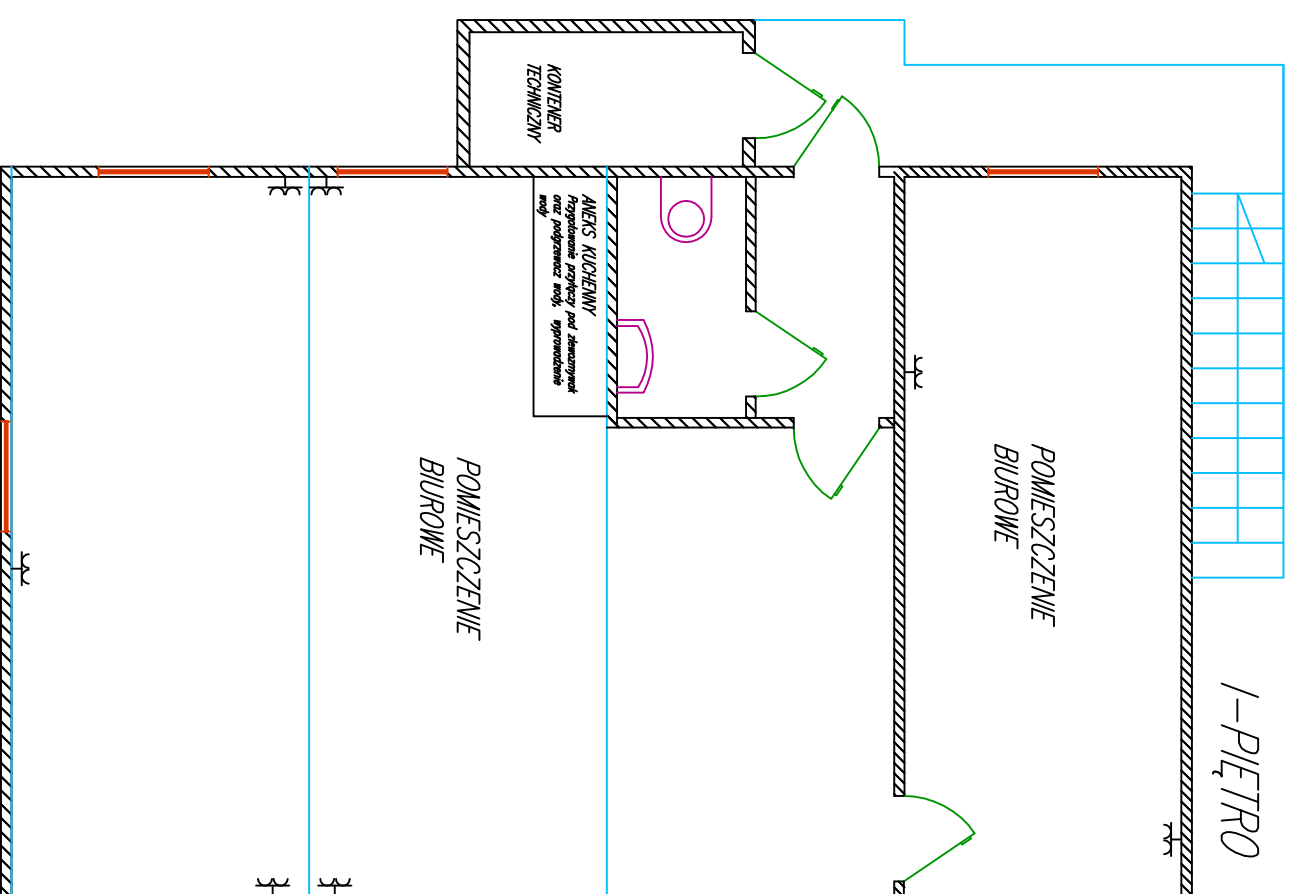 I-PIĘTRO
POMIESZCZENIE
BIUROWE
POMIESZCZENIE
BIUROWE
KONTENER
TECHNICZNY
ANEKS KUCHENNY
Przygotowanie przyłączy pod zlewozmywak
oraz podgrzewacz wody, wyprowadzenie
wody